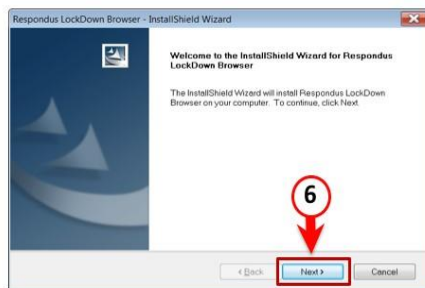 Respondus LockDown Browser - InstallShield Wizard
Welcome to the InstallShield Wizard for Respondus
LockDown Browser
The InstallShield Wizard will install Respondus LockDown
Browser on your computer. To continue, click Next
6
< Back
Next >
Cancel